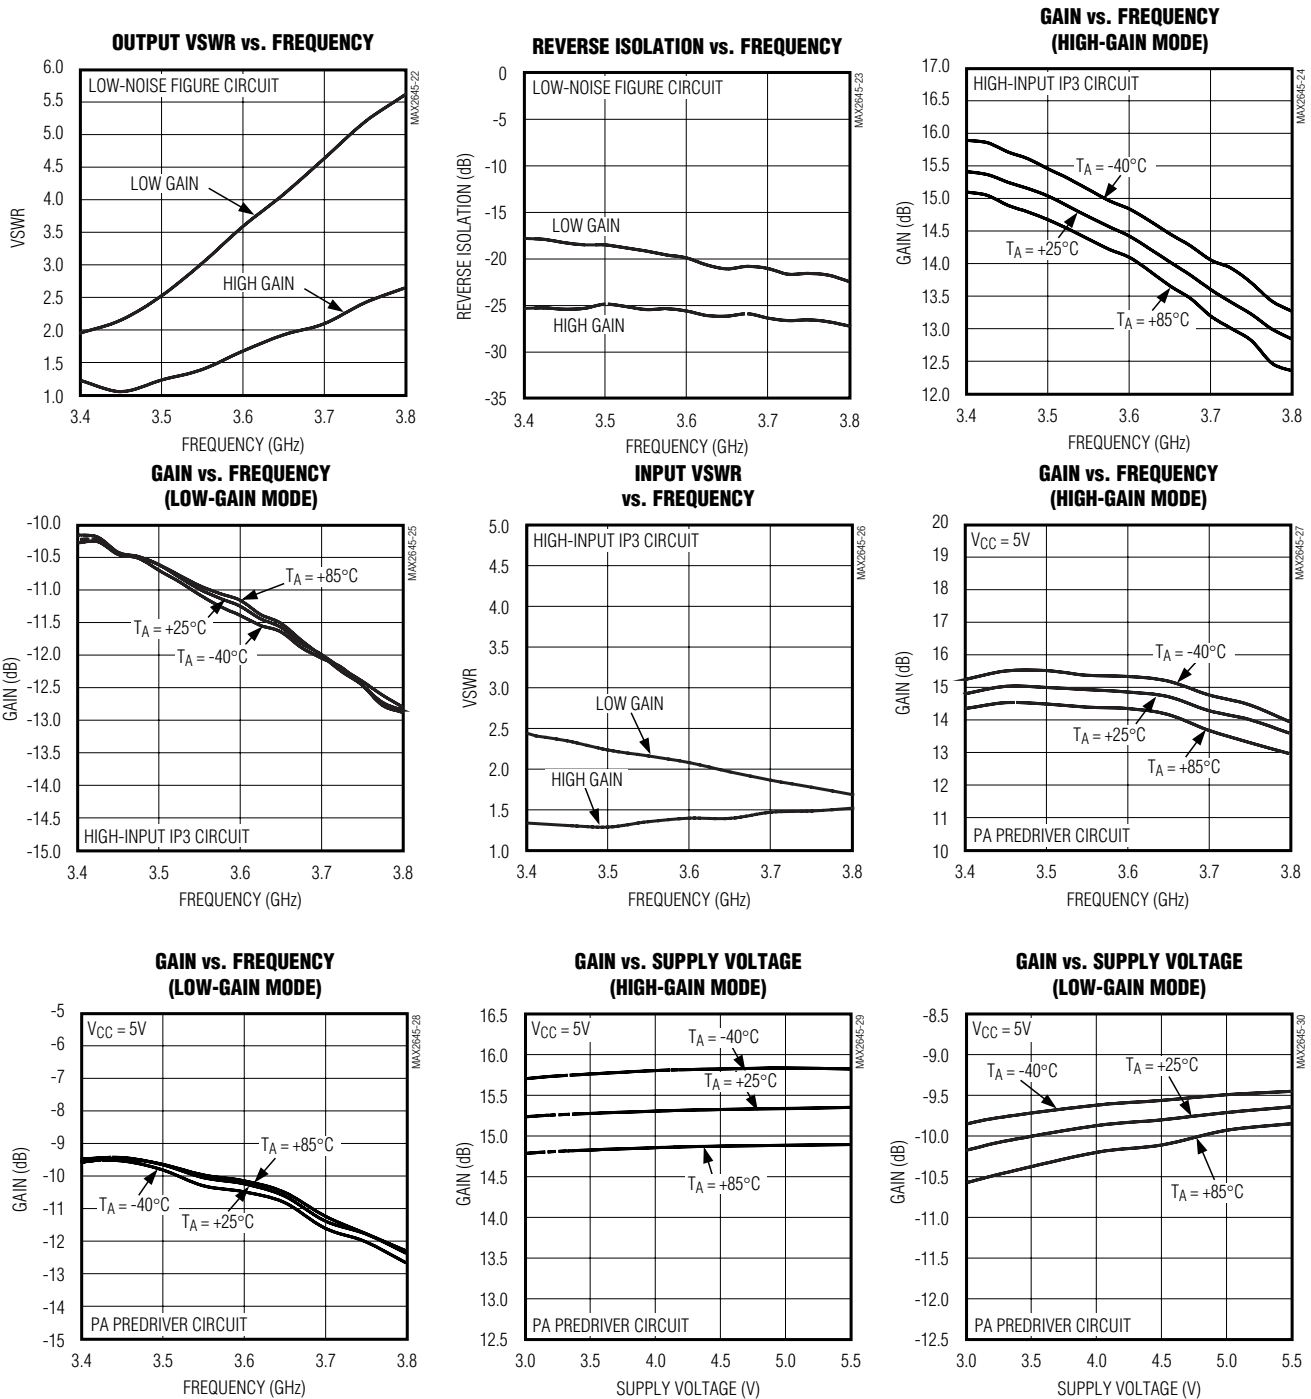 OUTPUT VSWR vs. FREQUENCY
6.0
5.5
5.0
4.5
4.0
3.5
3.0
2.5
2.0
1.5
1.0
VSWR
LOW-NOISE FIGURE CIRCUIT
LOW GAIN
HIGH GAIN
MAX2645-22
3.4
3.5
3.6
3.7
3.8
FREQUENCY (GHz)
REVERSE ISOLATION vs. FREQUENCY
0
-5
-10
-15
-20
-25
-30
-35
REVERSE ISOLATION (dB)
LOW-NOISE FIGURE CIRCUIT
LOW GAIN
HIGH GAIN
MAX2645-23
3.4
3.5
3.6
3.7
3.8
FREQUENCY (GHz)
GAIN vs. FREQUENCY
(HIGH-GAIN MODE)
17.0
16.5
16.0
15.5
15.0
14.5
14.0
13.5
13.0
12.5
12.0
GAIN (dB)
HIGH-INPUT IP3 CIRCUIT
TA = -40°C
TA = +25°C
TA = +85°C
MAX2645-24
3.4
3.5
3.6
3.7
3.8
FREQUENCY (GHz)
GAIN vs. FREQUENCY
(LOW-GAIN MODE)
-10.0
-10.5
-11.0
-11.5
-12.0
-12.5
-13.0
-13.5
-14.0
-14.5
-15.0
GAIN (dB)
TA = +85°C
TA = +25°C
TA = -40°C
HIGH-INPUT IP3 CIRCUIT
MAX2645-25
3.4
3.5
3.6
3.7
3.8
FREQUENCY (GHz)
INPUT VSWR
vs. FREQUENCY
5.0
4.5
4.0
3.5
3.0
2.5
2.0
1.5
1.0
VSWR
HIGH-INPUT IP3 CIRCUIT
LOW GAIN
HIGH GAIN
MAX2645-26
3.4
3.5
3.6
3.7
3.8
FREQUENCY (GHz)
GAIN vs. FREQUENCY
(HIGH-GAIN MODE)
20
19
18
17
16
15
14
13
12
11
10
GAIN (dB)
VCC = 5V
TA = -40°C
TA = +25°C
TA = +85°C
PA PREDRIVER CIRCUIT
MAX2645-27
3.4
3.5
3.6
3.7
3.8
FREQUENCY (GHz)
GAIN vs. FREQUENCY
(LOW-GAIN MODE)
-5
-6
-7
-8
-9
-10
-11
-12
-13
-14
-15
GAIN (dB)
VCC = 5V
TA = +85°C
TA = -40°C
TA = +25°C
PA PREDRIVER CIRCUIT
MAX2645-28
3.4
3.5
3.6
3.7
3.8
FREQUENCY (GHz)
GAIN vs. SUPPLY VOLTAGE
(HIGH-GAIN MODE)
16.5
16.0
15.5
15.0
14.5
14.0
13.5
13.0
12.5
GAIN (dB)
VCC = 5V
TA = -40°C
TA = +25°C
TA = +85°C
PA PREDRIVER CIRCUIT
MAX2645-29
3.0
3.5
4.0
4.5
5.0
5.5
SUPPLY VOLTAGE (V)
GAIN vs. SUPPLY VOLTAGE
(LOW-GAIN MODE)
-8.5
-9.0
-9.5
-10.0
-10.5
-11.0
-11.5
-12.0
-12.5
GAIN (dB)
VCC = 5V
TA = +25°C
TA = -40°C
TA = +85°C
PA PREDRIVER CIRCUIT
MAX2645-30
3.0
3.5
4.0
4.5
5.0
5.5
SUPPLY VOLTAGE (V)